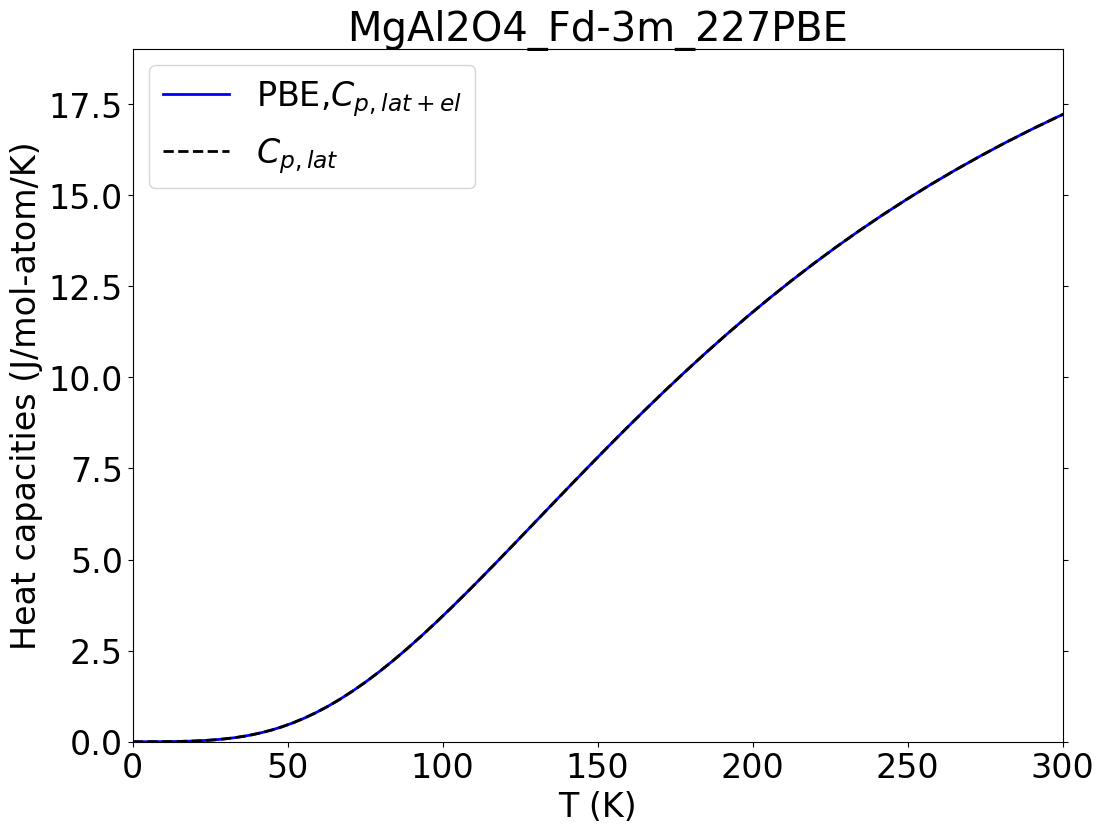 MgAl2O4_Fd-3m_227PBE
PBE,C_{p,lat+el}
C_{p,lat}
Heat capacities (J/mol-atom/K)
17.5
15.0
12.5
10.0
7.5
5.0
2.5
0.0
0 50 100 150 200 250 300
T (K)